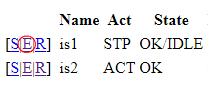 Name Act State
[S E R] is1 STP OK/IDLE
[S E R] is2 ACT OK